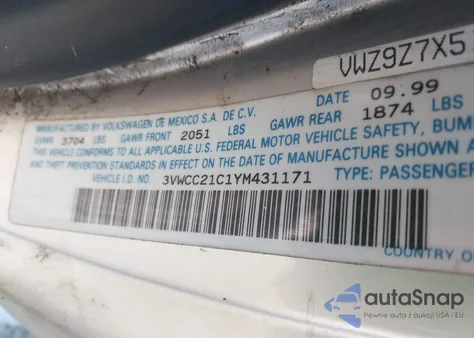 VWZ9Z7X5
MANUFACTURED BY VOLKSWAGEN DE MEXICO S.A. DE C.V. DATE 09.99
GVWR 3704 LBS GAWR FRONT 2051 LBS GAWR REAR 1874 LBS
THIS VEHICLE CONFORMS TO ALL APPLICABLE U.S. FEDERAL MOTOR VEHICLE SAFETY, BUM
AND THEFT PREVENTION STANDARDS IN EFFECT ON THE DATE OF MANUFACTURE SHOWN A
VEHICLE I.D. NO. 3VWCC21C1YM431171 TYPE: PASSENGER
COUNTRY O
autoSnap
Pewne auta z aukcji USA i EU